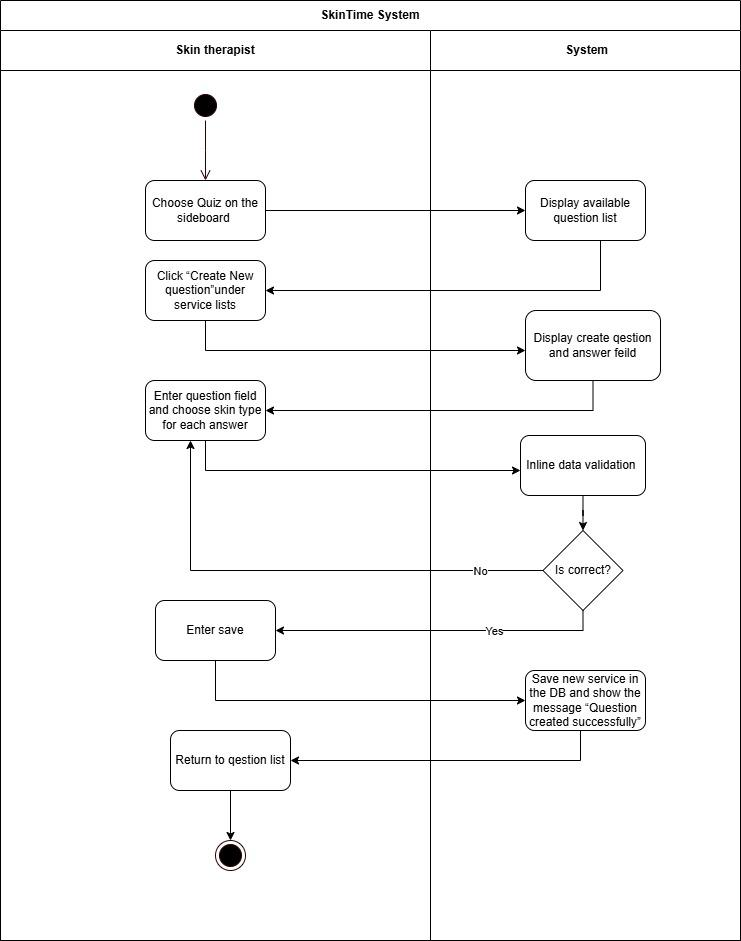 SkinTime System
Skin therapist
System
Choose Quiz on the
sideboard
Display available
question list
Click “Create New
question”under
service lists
Display create qestion
and answer feild
Enter question field
and choose skin type
for each answer
Inline data validation
Is correct?
No
Yes
Enter save
Save new service in
the DB and show the
message “Question
created successfully”
Return to qestion list